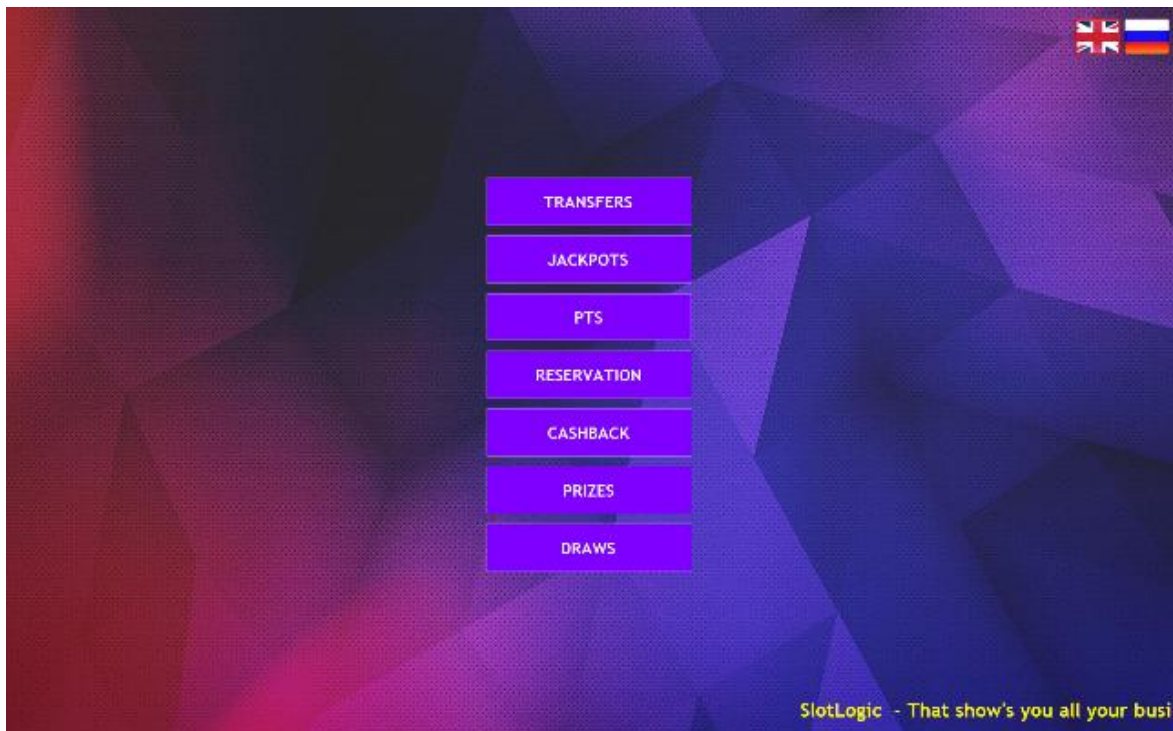 TRANSFERS
JACKPOTS
PTS
RESERVATION
CASHBACK
PRIZES
DRAWS
SlotLogic - That show's you all your busi